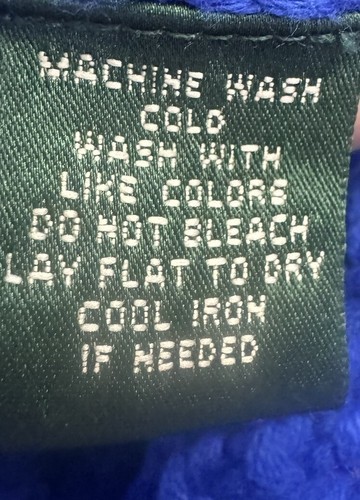 MACHINE WASH
COLD
WASH WITH
LIKE COLORS
DO NOT BLEACH
LAY FLAT TO DRY
COOL IRON
IF NEEDED